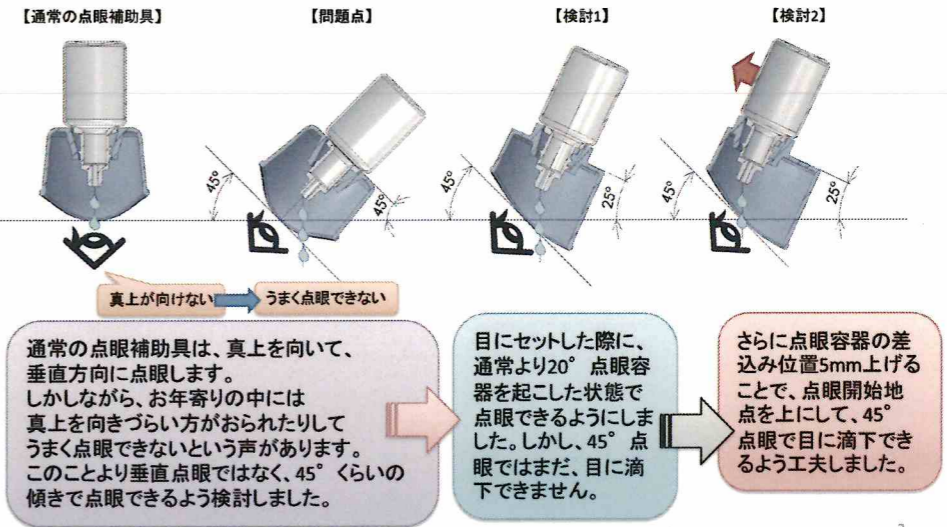 【通常の点眼補助具】
【問題点】
【検討1】
【検討2】
45°
45°
45°
25°
45°
25°
真上が向けない
うまく点眼できない
通常の点眼補助具は、真上を向いて、
垂直方向に点眼します。
しかしながら、お年寄りの中には
真上を向きづらい方がおられたりして
うまく点眼できないという声があります。
このことより垂直点眼ではなく、45°くらいの
傾きで点眼できるよう検討しました。
目にセットした際に、
通常より20°点眼容
器を起こした状態で
点眼できるようにしま
した。しかし、45°点
眼ではまだ、目に滴
下できません。
さらに点眼容器の差
込み位置5mm上げる
ことで、点眼開始地
点を上にして、45°
点眼で目に滴下でき
るよう工夫しました。